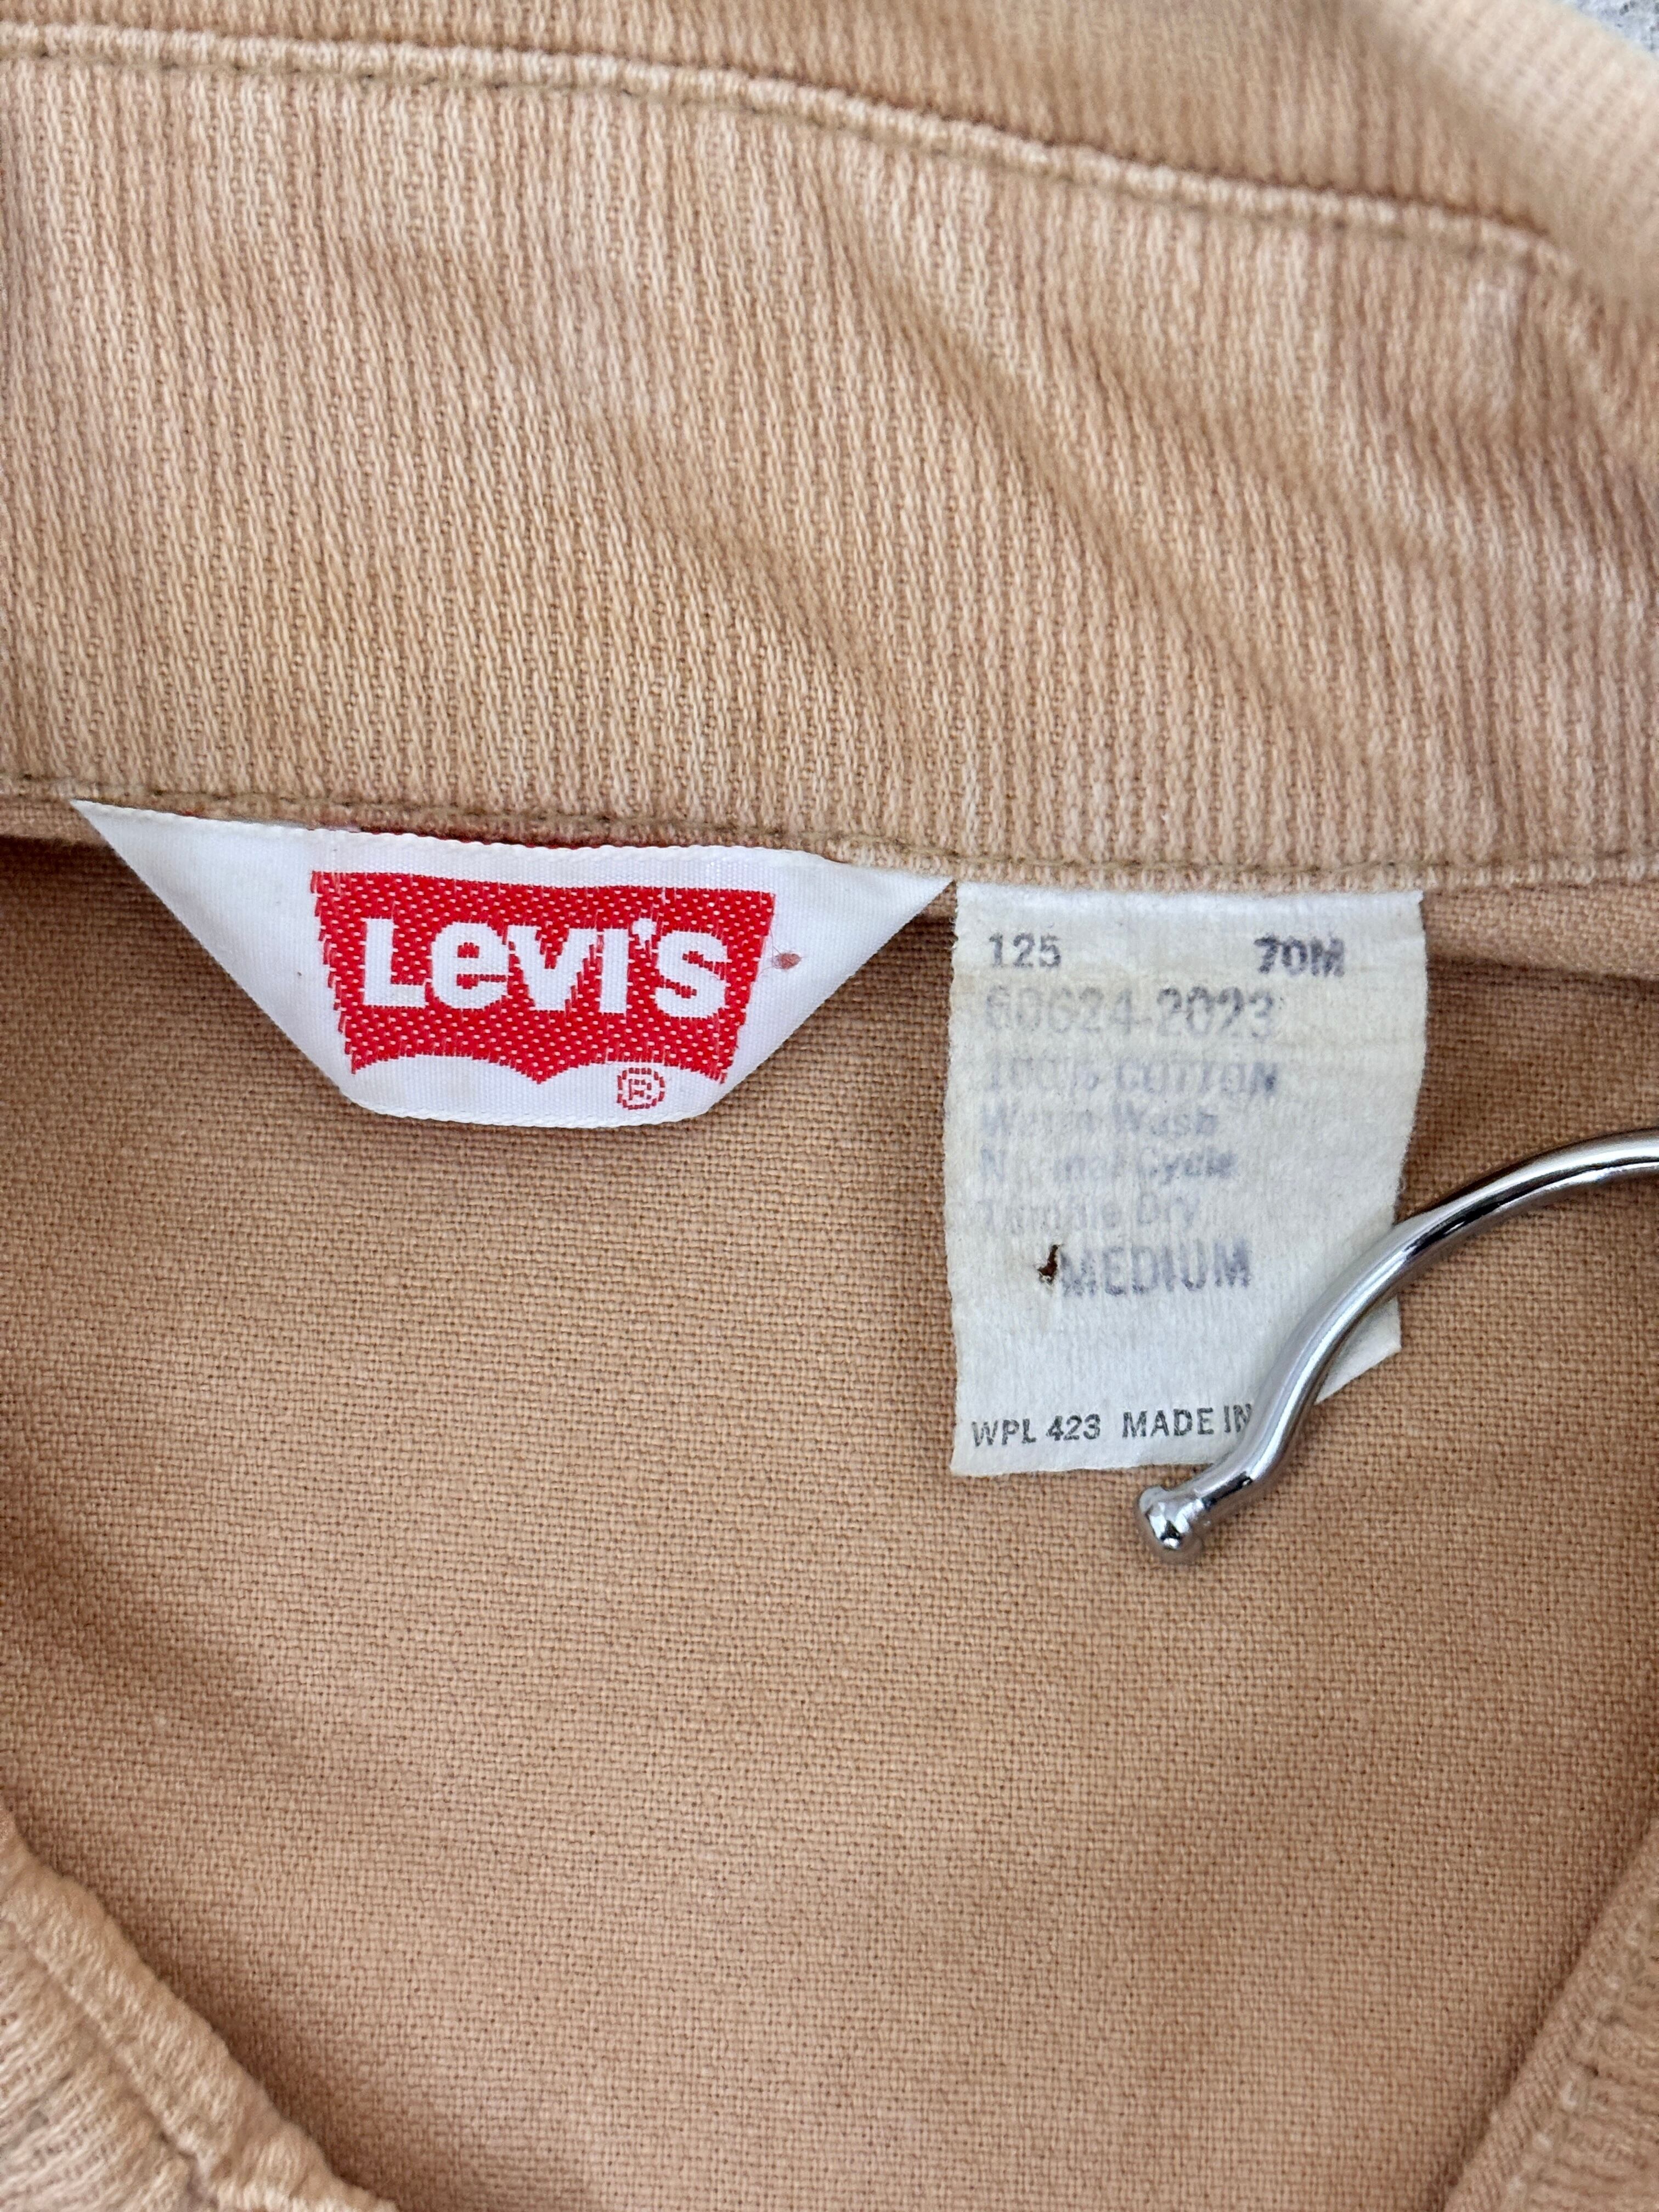 Levi's
®
125 70M
60624-2023
100% COTTON
Warm Wash
Normal Cycle
Tumble Dry
MEDIUM
WPL 423 MADE IN